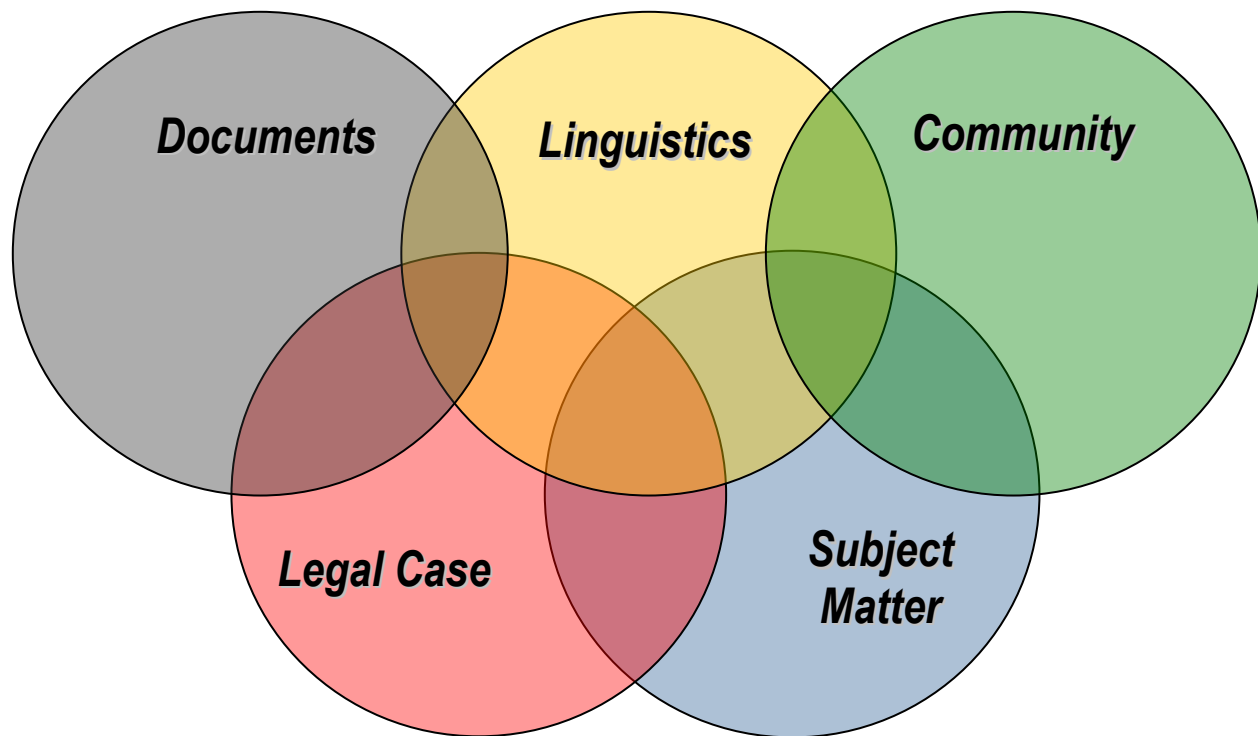 Documents
Linguistics
Community
Legal Case
Subject
Matter